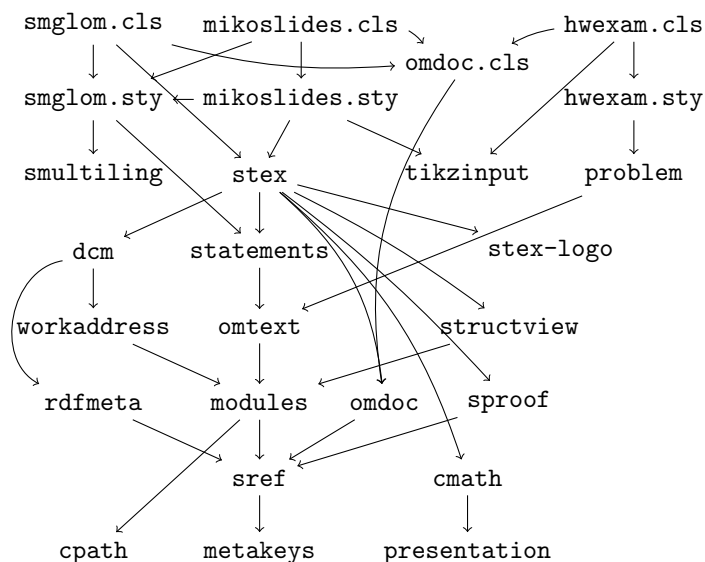 smglom.cls mikoslides.cls hwexam.cls
omdoc.cls
smglom.sty mikoslides.sty hwexam.sty
smultiling stex tikzinput problem
dcm statements stex-logo
workaddress omtext structview
rdfmeta modules omdoc sproof
sref cmath
cpath metakeys presentation